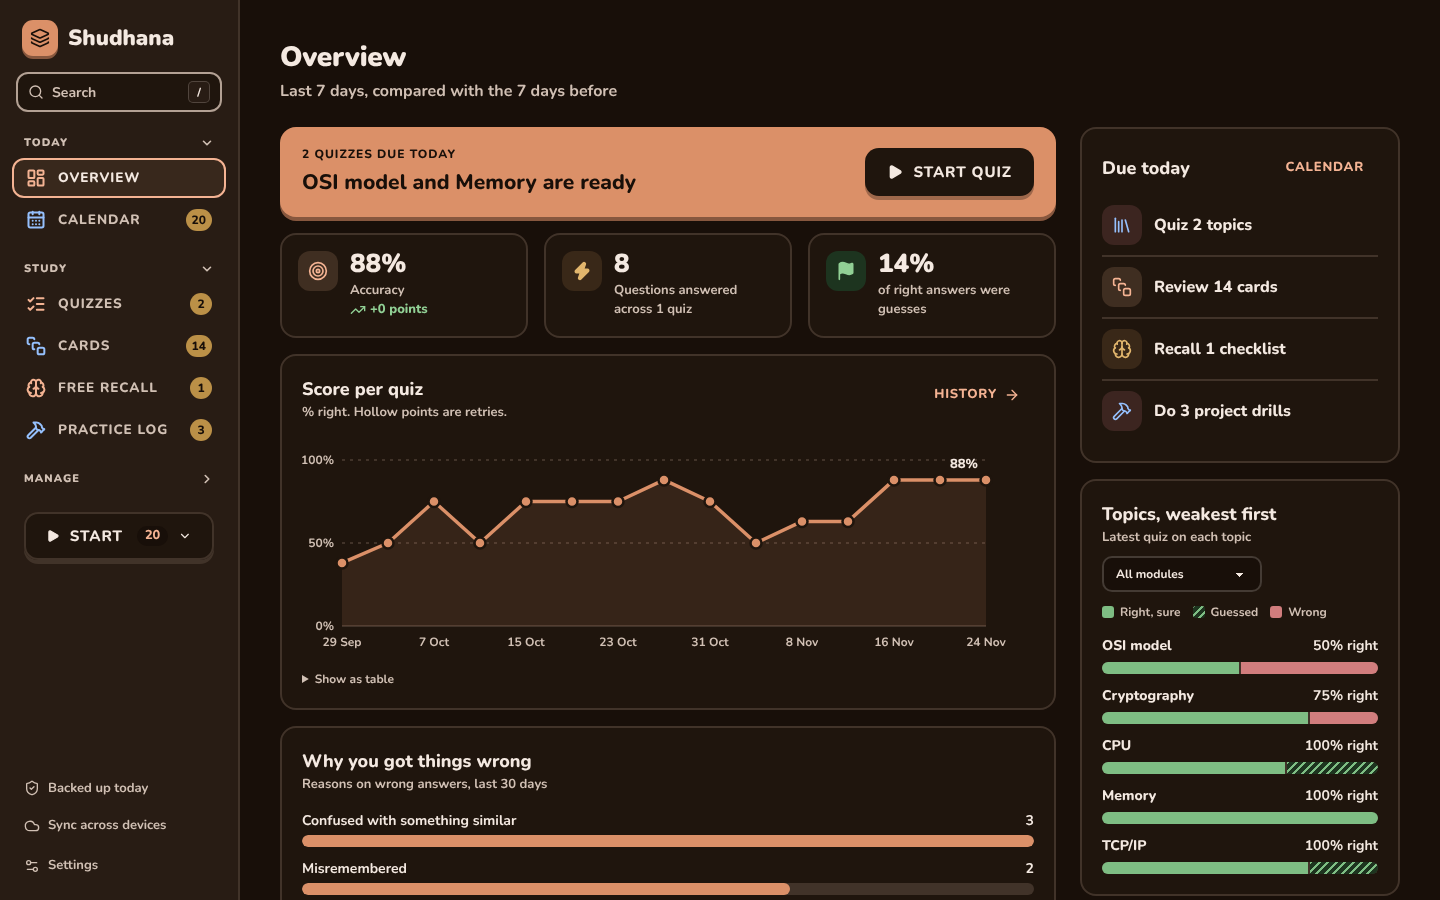 Shudhana
Search /
TODAY
OVERVIEW
CALENDAR 20
STUDY
QUIZZES 2
CARDS 14
FREE RECALL 1
PRACTICE LOG 3
MANAGE
START 20
Backed up today
Sync across devices
Settings
Overview
Last 7 days, compared with the 7 days before
2 QUIZZES DUE TODAY
OSI model and Memory are ready
START QUIZ
88%
Accuracy
+0 points
8
Questions answered
across 1 quiz
14%
of right answers were
guesses
Score per quiz
% right. Hollow points are retries.
HISTORY
100%
88%
50%
0%
29 Sep 7 Oct 15 Oct 23 Oct 31 Oct 8 Nov 16 Nov 24 Nov
Show as table
Why you got things wrong
Reasons on wrong answers, last 30 days
Confused with something similar 3
Misremembered 2
Due today CALENDAR
Quiz 2 topics
Review 14 cards
Recall 1 checklist
Do 3 project drills
Topics, weakest first
Latest quiz on each topic
All modules
Right, sure Guessed Wrong
OSI model 50% right
Cryptography 75% right
CPU 100% right
Memory 100% right
TCP/IP 100% right